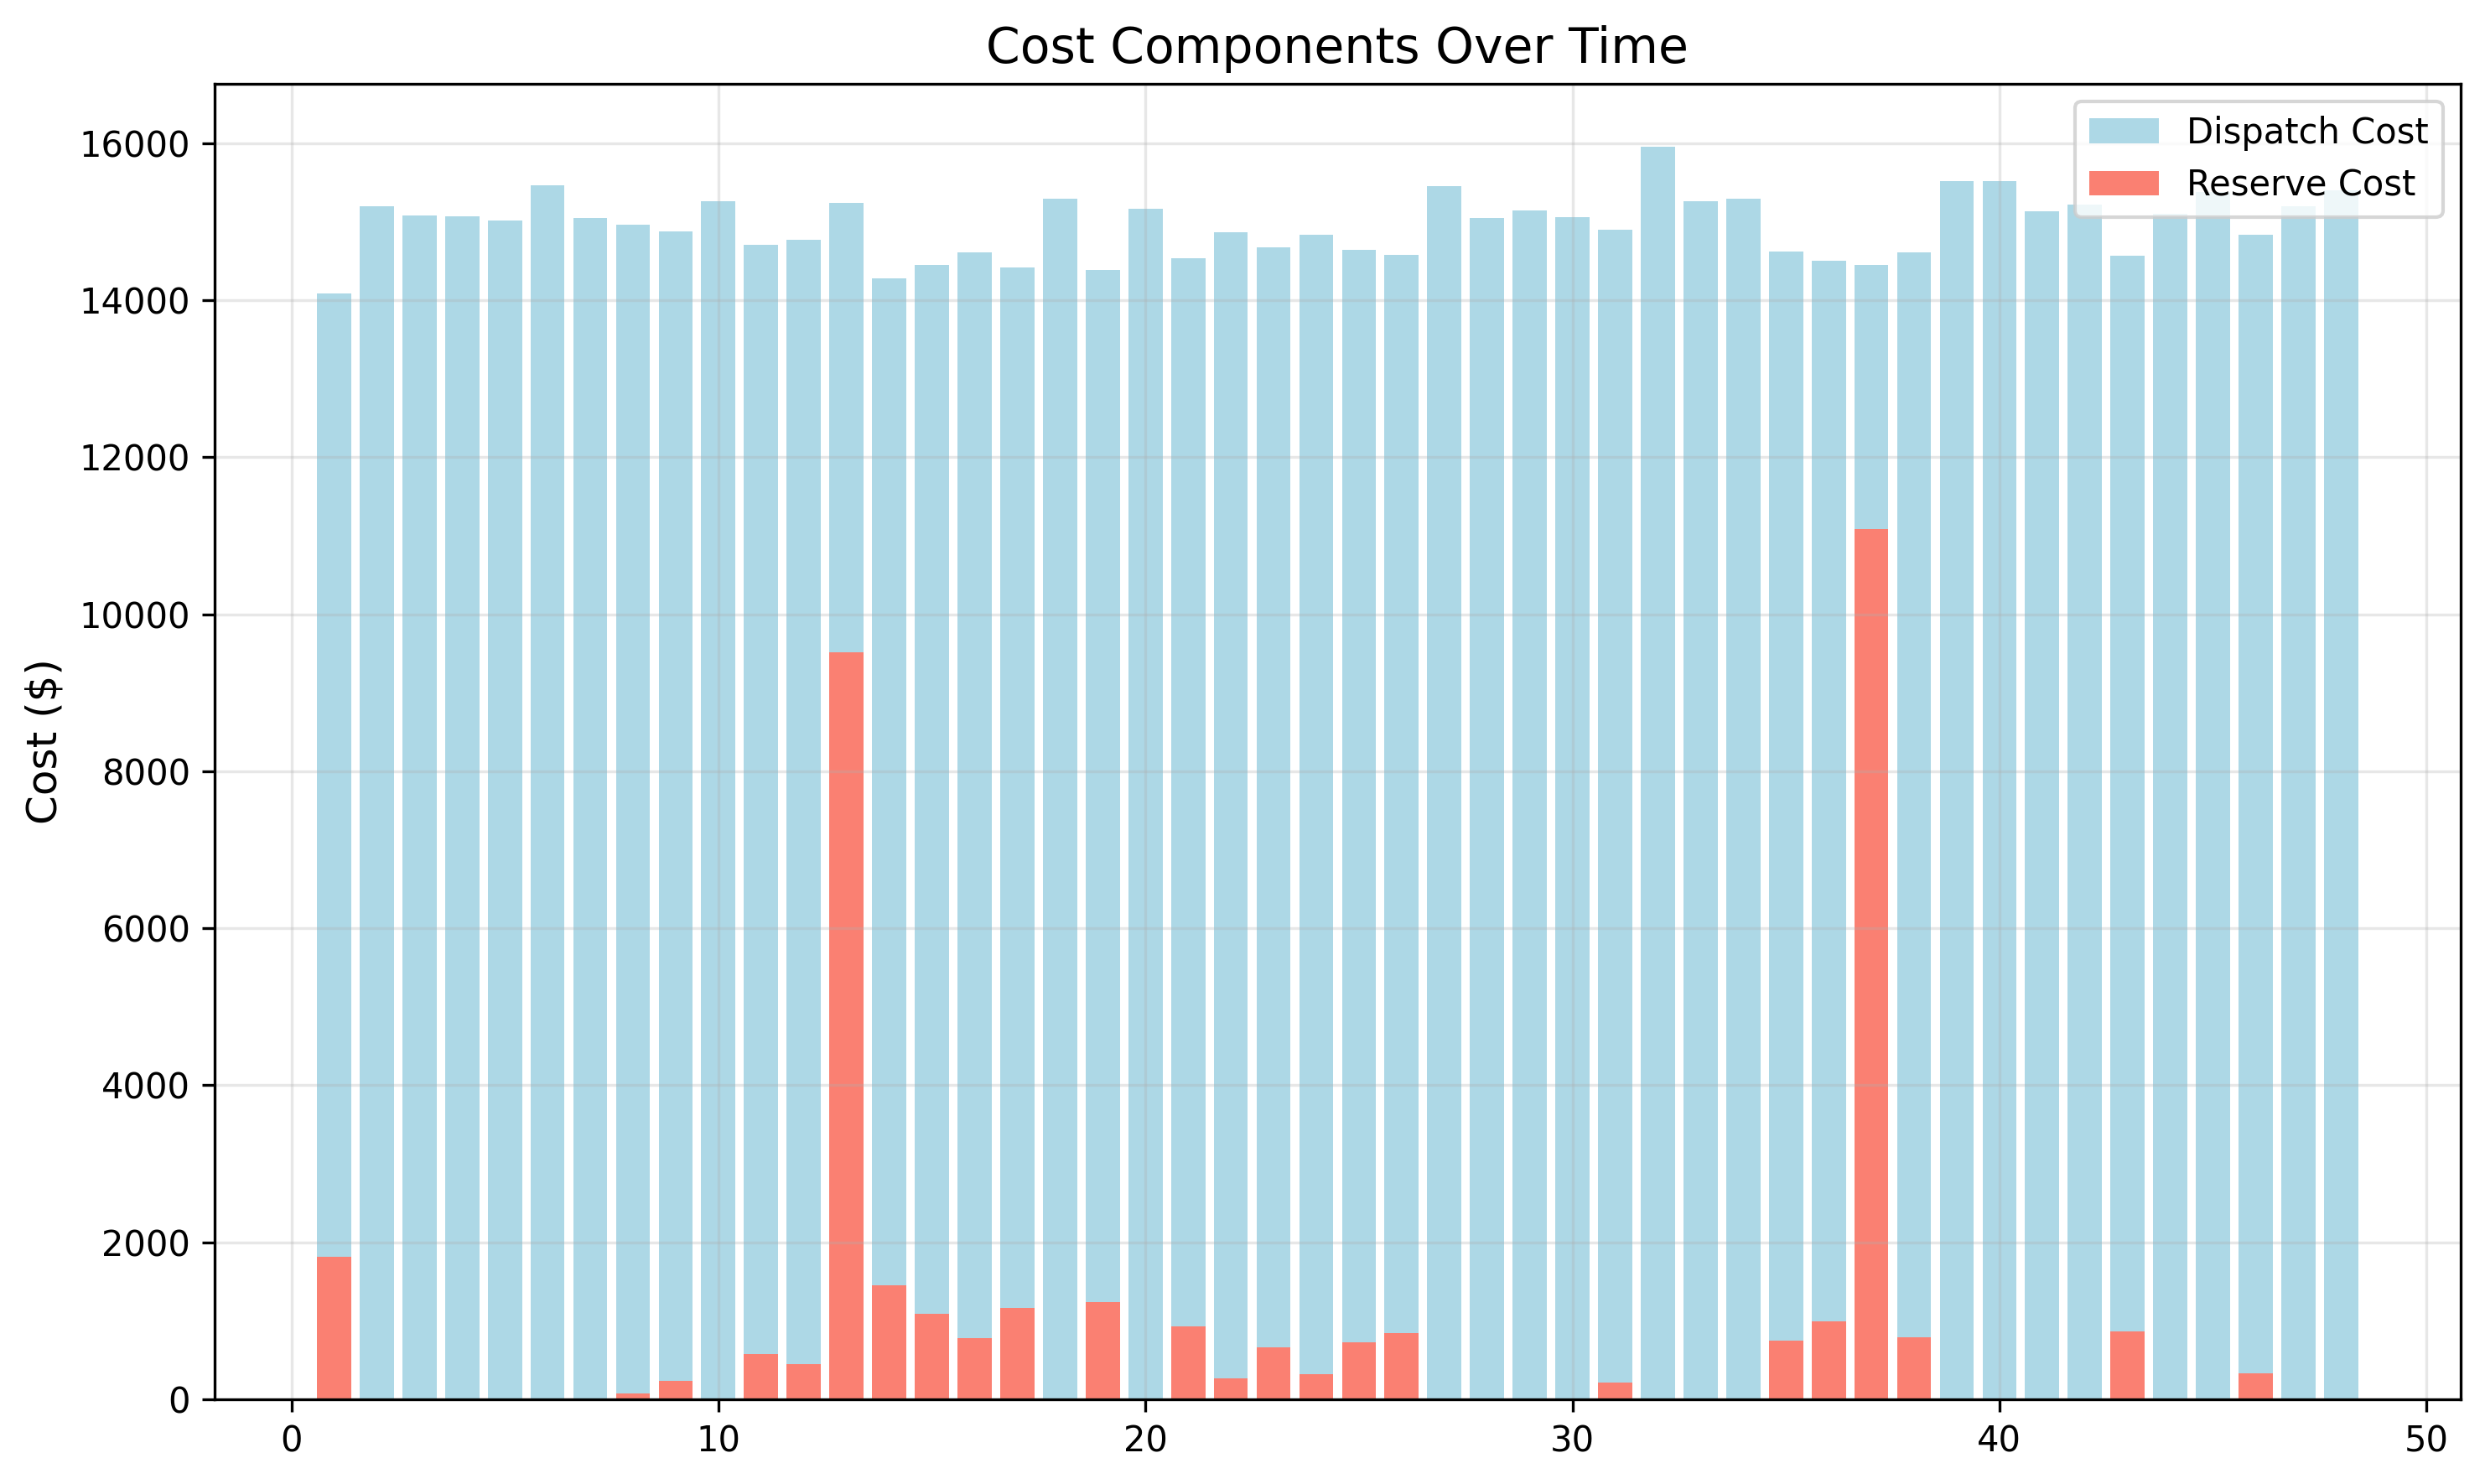 Cost Components Over Time
Dispatch Cost
Reserve Cost
Cost ($)
16000
14000
12000
10000
8000
6000
4000
2000
0
0 10 20 30 40 50